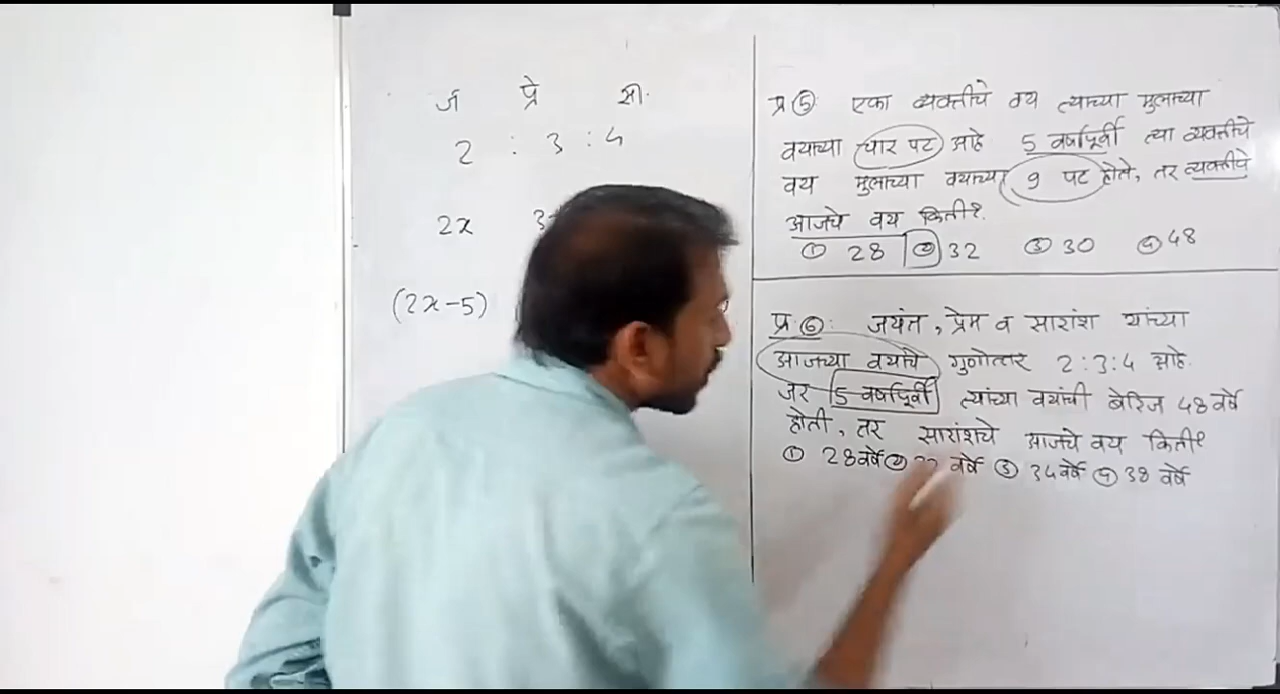 ज प्रे सा.
2 : 3 : 4
2x 3
(2x-5)
प्र ⑤ एका व्यक्तीचे वय त्याच्या मुलाच्या
वयाच्या चार पट आहे 5 वर्षापूर्वी त्या व्यक्तीचे
वय मुलाच्या वयाच्या 9 पट होते, तर व्यक्तीचे
आजचे वय किती?
① 28 ② 32 ③ 30 ④ 48
प्र. ⑥. जयंत, प्रेम व सारांश यांच्या
आजच्या वयाचे गुणोत्तर 2:3:4 आहे.
जर 5 वर्षापूर्वी त्यांच्या वयांची बेरिज 48 वर्षे
होती, तर सारांशचे आजचे वय किती?
① 28 वर्षे ② वर्षे ③ 34 वर्षे ④ 38 वर्षे